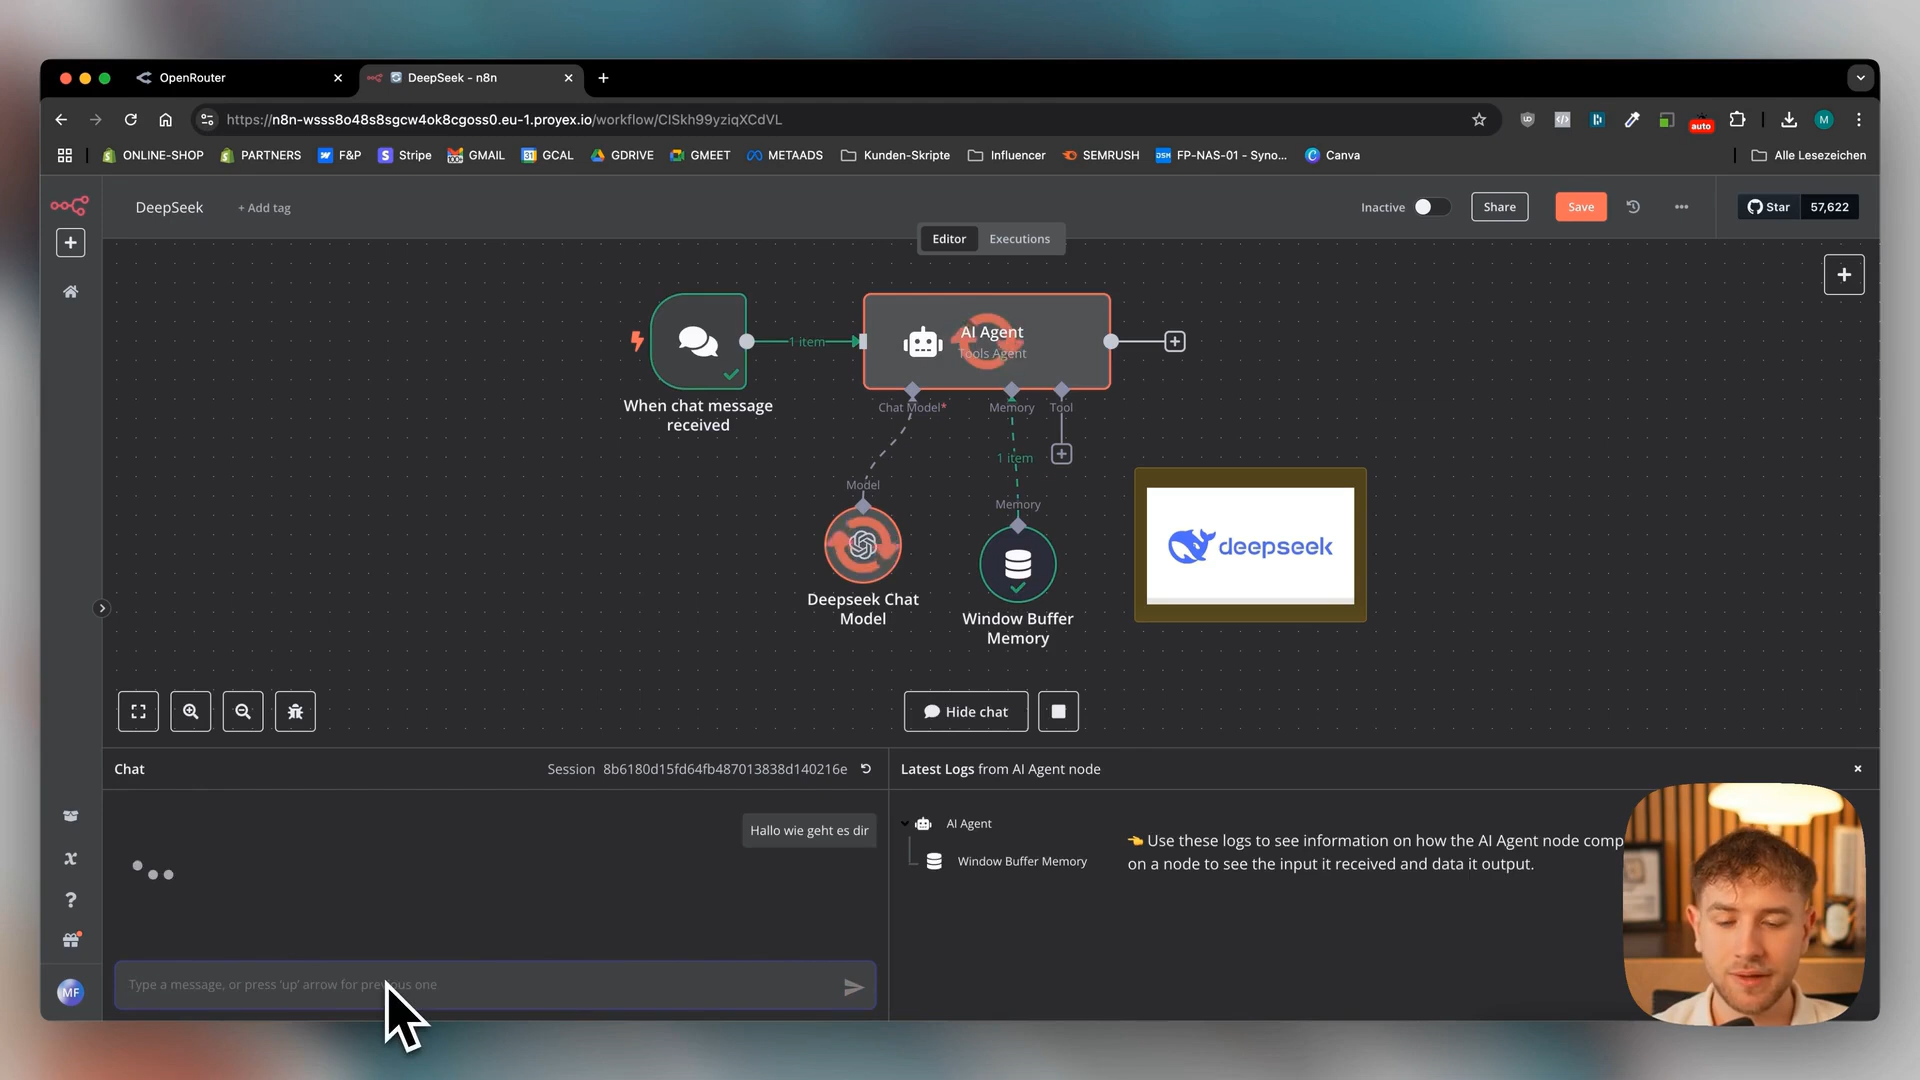 OpenRouter
DeepSeek - n8n
https://n8n-wsss8o48s8sgcw4ok8cgoss0.eu-1.proyex.io/workflow/ClSkh99yziqXCdVL
auto
M
ONLINE-SHOP
PARTNERS
F&P
Stripe
GMAIL
GCAL
GDRIVE
GMEET
METAADS
Kunden-Skripte
Influencer
SEMRUSH
FP-NAS-01 - Syno...
Canva
Alle Lesezeichen
DeepSeek
+ Add tag
Inactive
Share
Save
Star
57,622
Editor
Executions
1 item
AI Agent
Tools Agent
When chat message
received
Chat Model*
Memory
Tool
1 item
Model
Memory
deepseek
Deepseek Chat
Model
Window Buffer
Memory
Hide chat
Chat
Session 8b6180d15fd64fb487013838d140216e
Latest Logs from AI Agent node
Hallo wie geht es dir
AI Agent
Window Buffer Memory
Use these logs to see information on how the AI Agent node comp
on a node to see the input it received and data it output.
Type a message, or press 'up' arrow for previous one
MF